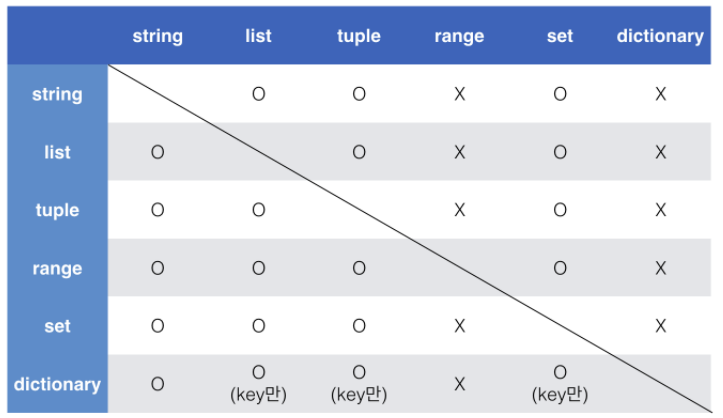 string list tuple range set dictionary
string O O X O X
list O O X O X
tuple O O X O X
range O O O O X
set O O O X X
dictionary O O (key만) O (key만) X O (key만)